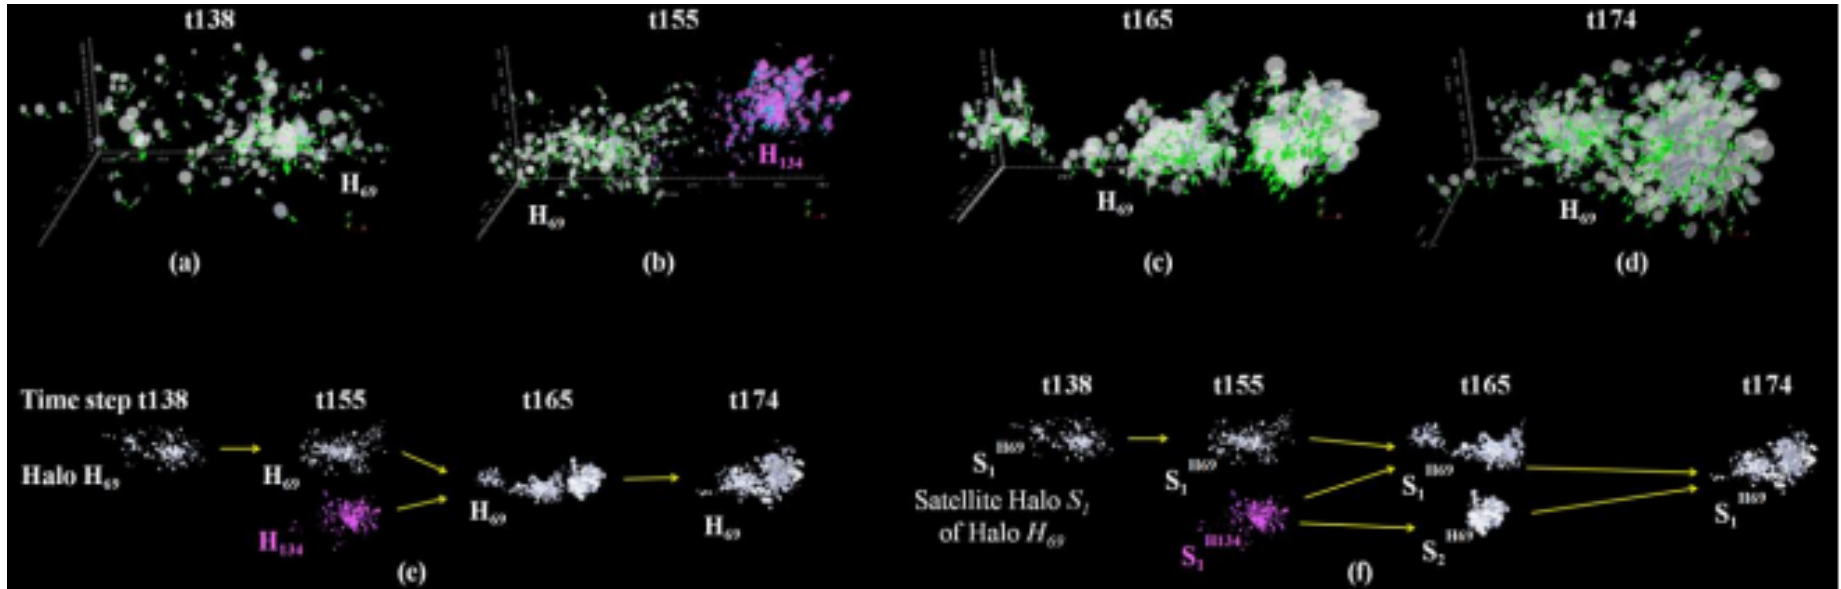 t138 t155 t165 t174
H69 H69 H134 H69 H69
(a) (b) (c) (d)
Time step t138 t155 t165 t174
Halo H69 H69 H69 H69
H134
(e)
t138 t155 t165 t174
S1 H69 S1 H69 S1 H69 S1 H69
Satellite Halo S1
of Halo H69
S1 H134 S2 H69
(f)